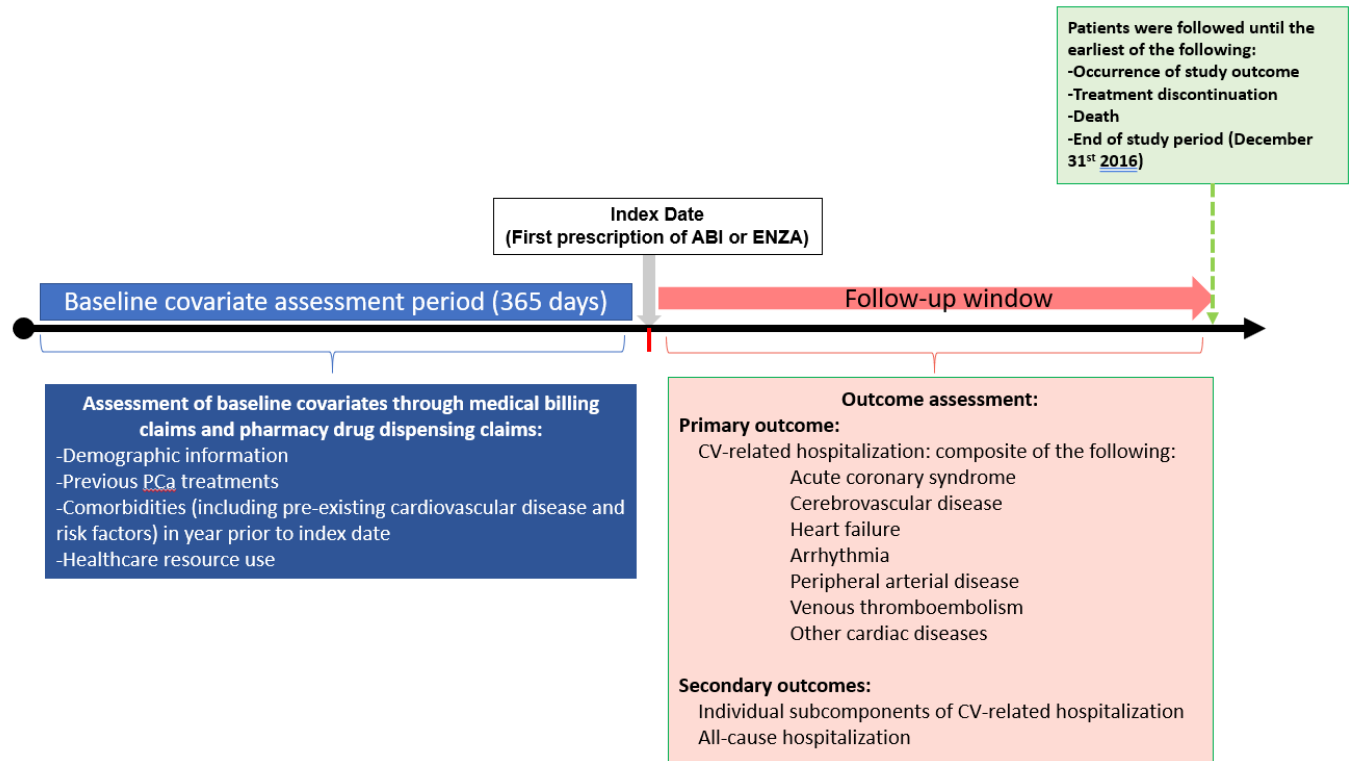 Patients were followed until the
earliest of the following:
-Occurrence of study outcome
-Treatment discontinuation
-Death
-End of study period (December
31st 2016)
Index Date
(First prescription of ABI or ENZA)
Baseline covariate assessment period (365 days)
Follow-up window
Assessment of baseline covariates through medical billing
claims and pharmacy drug dispensing claims:
-Demographic information
-Previous PCa treatments
-Comorbidities (including pre-existing cardiovascular disease and
risk factors) in year prior to index date
-Healthcare resource use
Outcome assessment:
Primary outcome:
CV-related hospitalization: composite of the following:
Acute coronary syndrome
Cerebrovascular disease
Heart failure
Arrhythmia
Peripheral arterial disease
Venous thromboembolism
Other cardiac diseases
Secondary outcomes:
Individual subcomponents of CV-related hospitalization
All-cause hospitalization